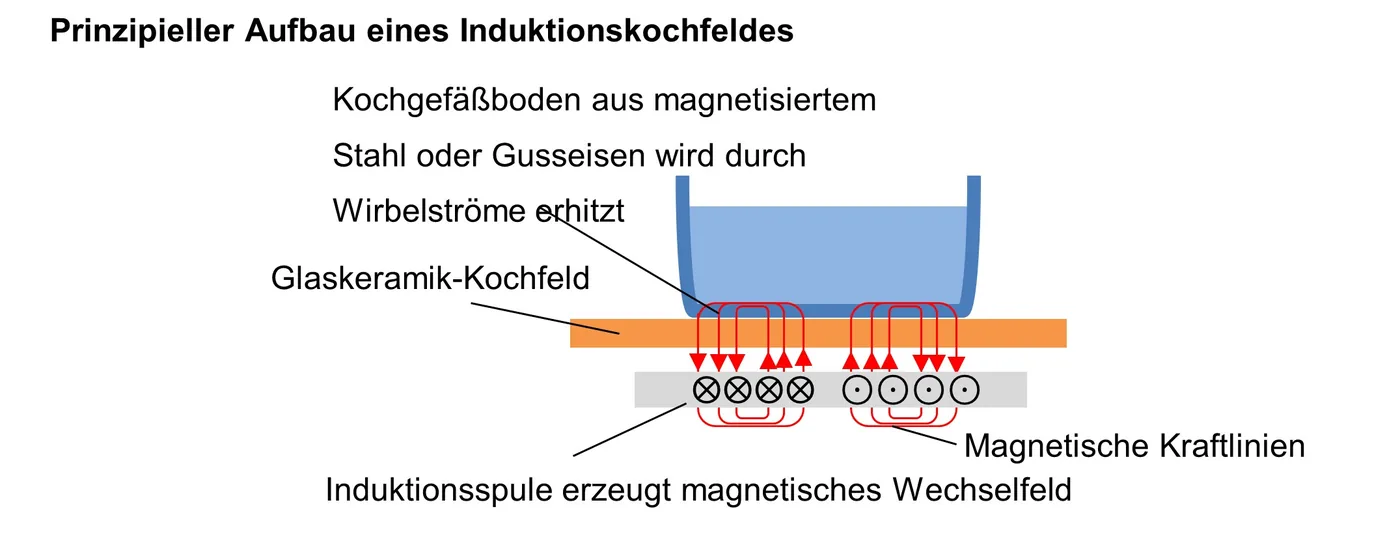 Prinzipieller Aufbau eines Induktionskochfeldes
Kochgefäßboden aus magnetisiertem
Stahl oder Gusseisen wird durch
Wirbelströme erhitzt
Glaskeramik-Kochfeld
Magnetische Kraftlinien
Induktionsspule erzeugt magnetisches Wechselfeld